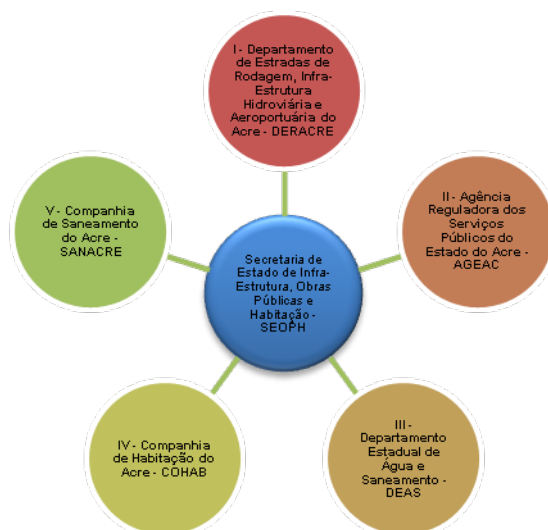 I - Departamento
de Estradas de
Rodagem, Infra-
Estrutura
Hidroviária e
Aeroportuária do
Acre - DERACRE
II - Agência
Reguladora dos
Serviços
Públicos do
Estado do Acre -
AGEAC
III -
Departamento
Estadual de
Água e
Saneamento -
DEAS
IV - Companhia
de Habitação do
Acre - COHAB
V - Companhia
de Saneamento
do Acre -
SANACRE
Secretaria de
Estado de Infra-
Estrutura, Obras
Públicas e
Habitação -
SEOPH